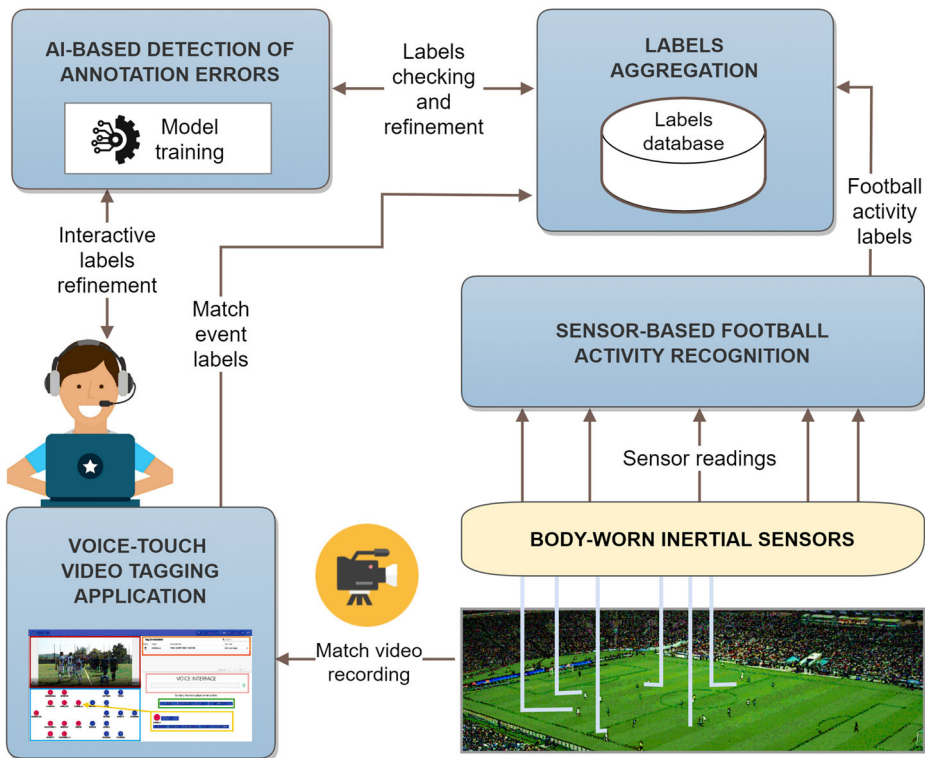 AI-BASED DETECTION OF
ANNOTATION ERRORS
Model
training
Labels
checking
and
refinement
LABELS
AGGREGATION
Labels
database
Football
activity
labels
Interactive
labels
refinement
Match
event
labels
SENSOR-BASED FOOTBALL
ACTIVITY RECOGNITION
Sensor readings
BODY-WORN INERTIAL SENSORS
VOICE-TOUCH
VIDEO TAGGING
APPLICATION
VOICE INTERFACE
Match video
recording